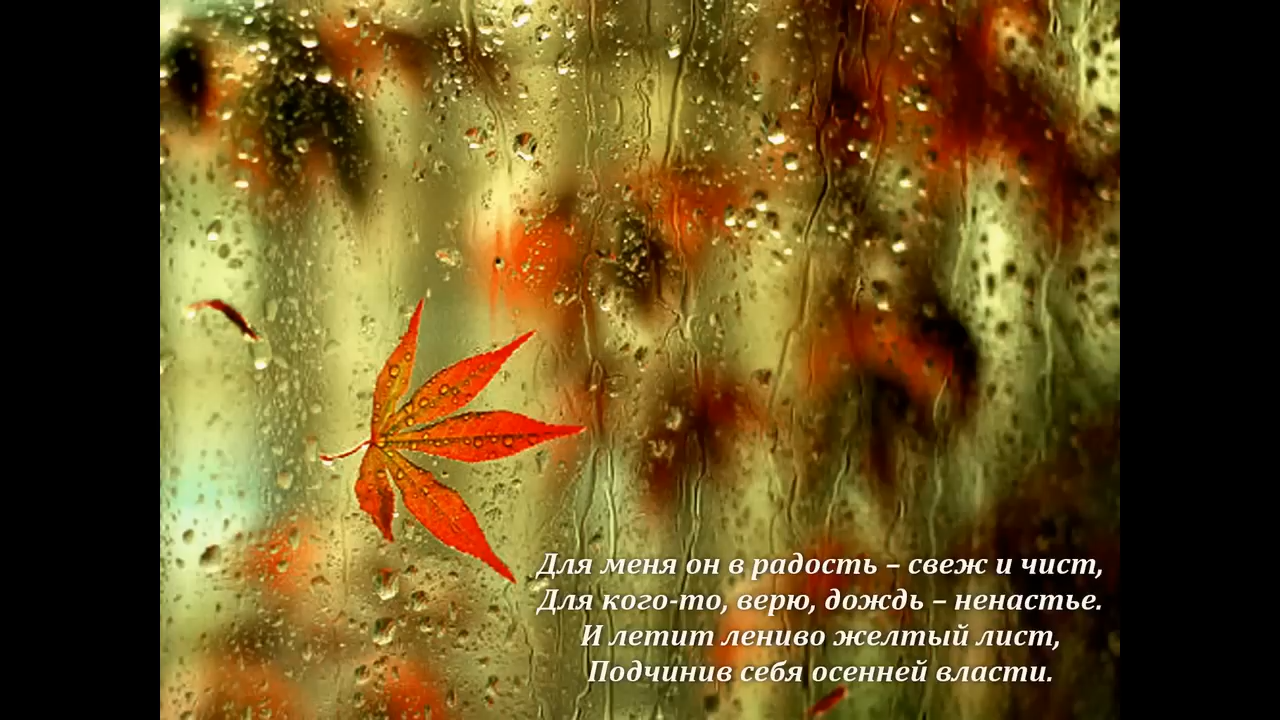 Для меня он в радость – свеж и чист,
Для кого-то, верю, дождь – ненастье.
И летит лениво желтый лист,
Подчинив себя осенней власти.